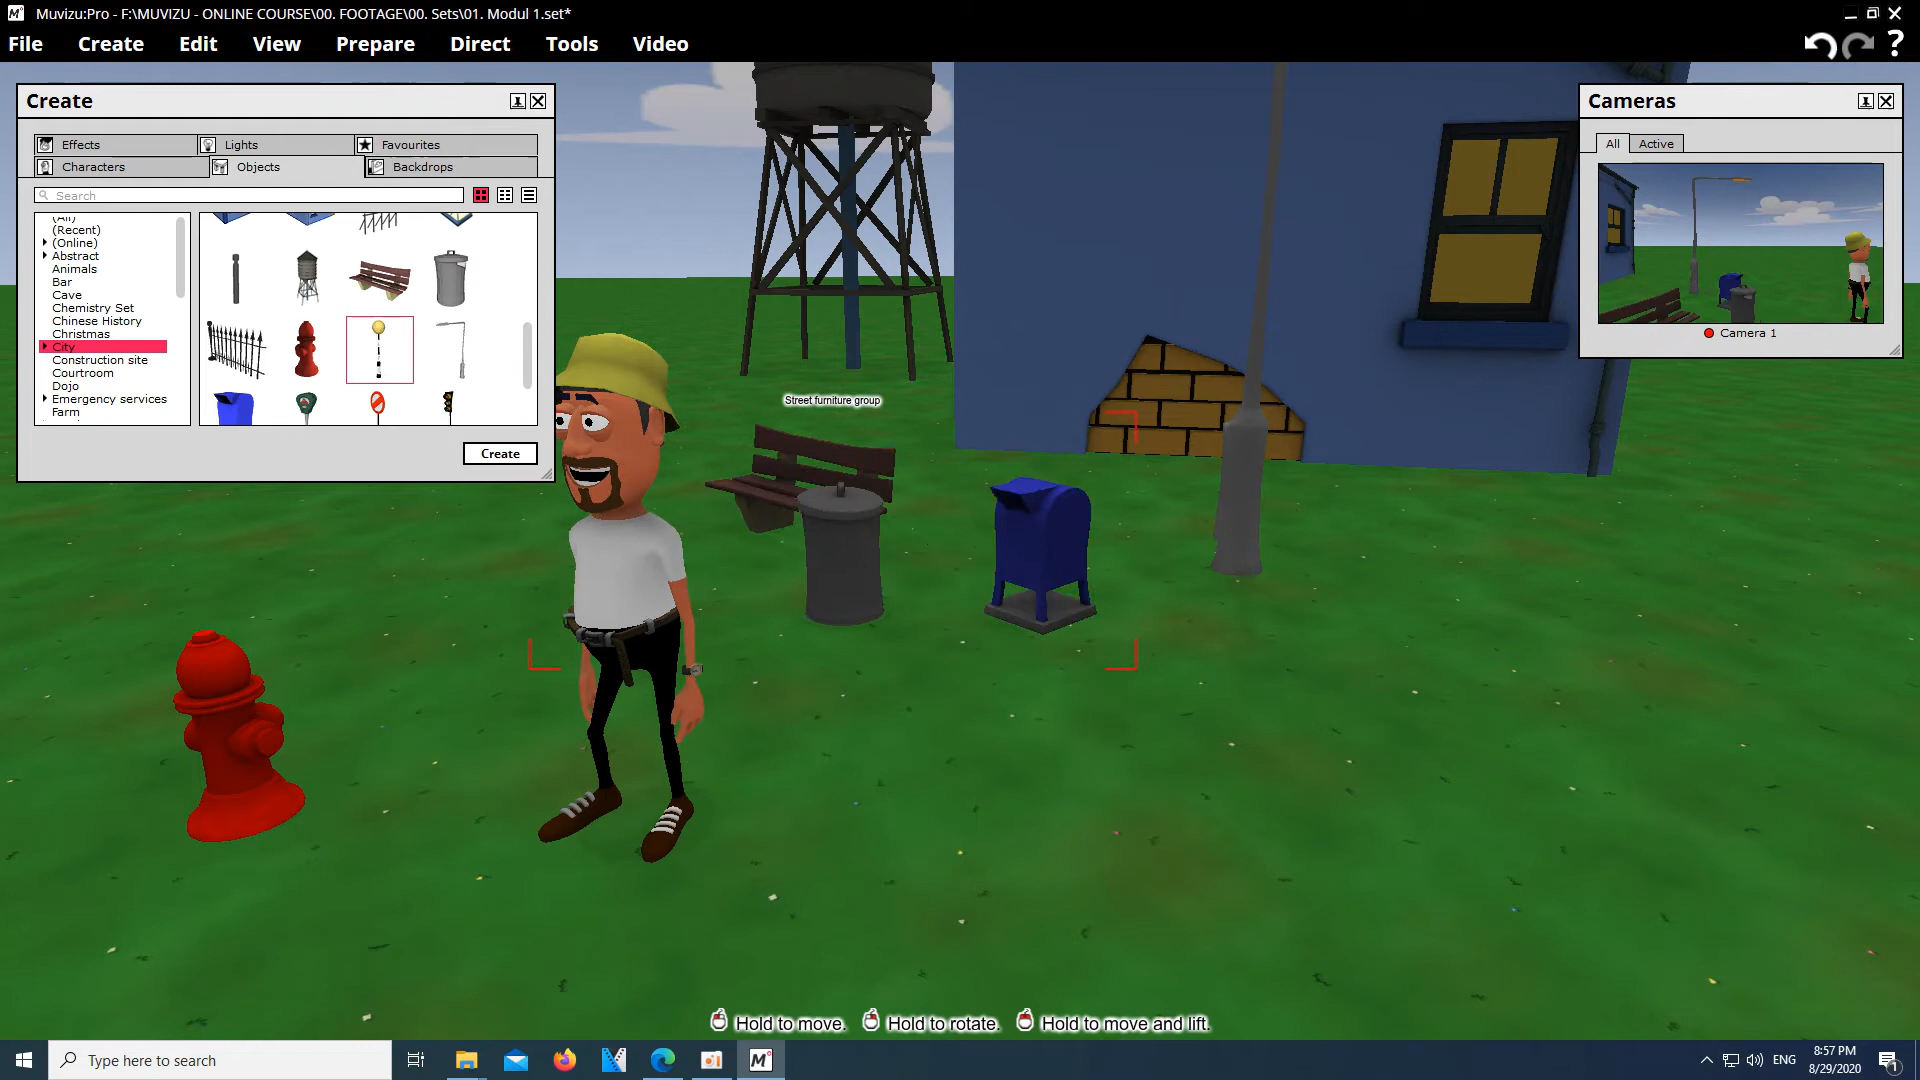 Muvizu:Pro - F:\MUVIZU - ONLINE COURSE\00. FOOTAGE\00. Sets\01. Modul 1.set*
File Create Edit View Prepare Direct Tools Video
Create
Effects Lights Favourites
Characters Objects Backdrops
Search
(All)
(Recent)
(Online)
Abstract
Animals
Bar
Cave
Chemistry Set
Chinese History
Christmas
City
Construction site
Courtroom
Dojo
Emergency services
Farm
Create
Cameras
All Active
Camera 1
Street furniture group
Hold to move. Hold to rotate. Hold to move and lift.
Type here to search
ENG
8:57 PM
8/29/2020
1